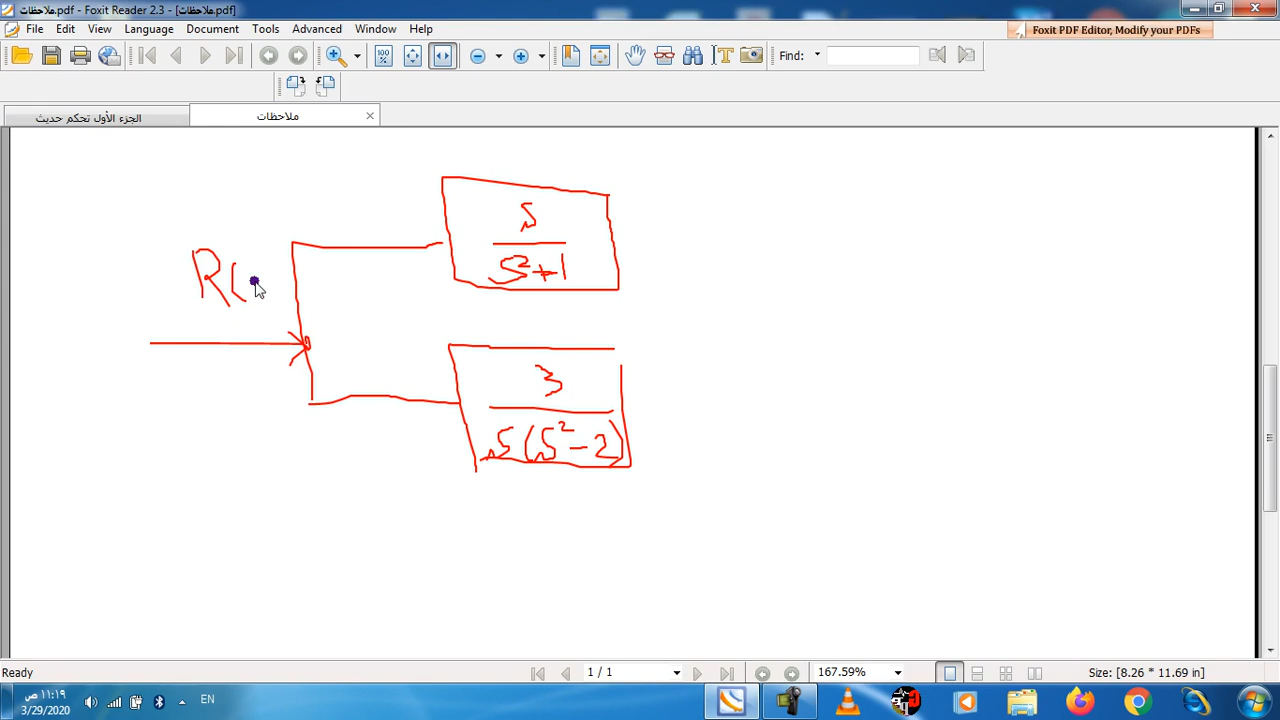 ملاحظات.pdf - Foxit Reader 2.3 - [ملاحظات.pdf]
File Edit View Language Document Tools Advanced Window Help
Foxit PDF Editor, Modify your PDFs
Find:
الجزء الأول تحكم حديث
ملاحظات
R(
s
s²+1
3
s(s²-2)
Ready
1 / 1
167.59%
Size: [8.26 * 11.69 in]
١١:١٩ ص
EN
3/29/2020